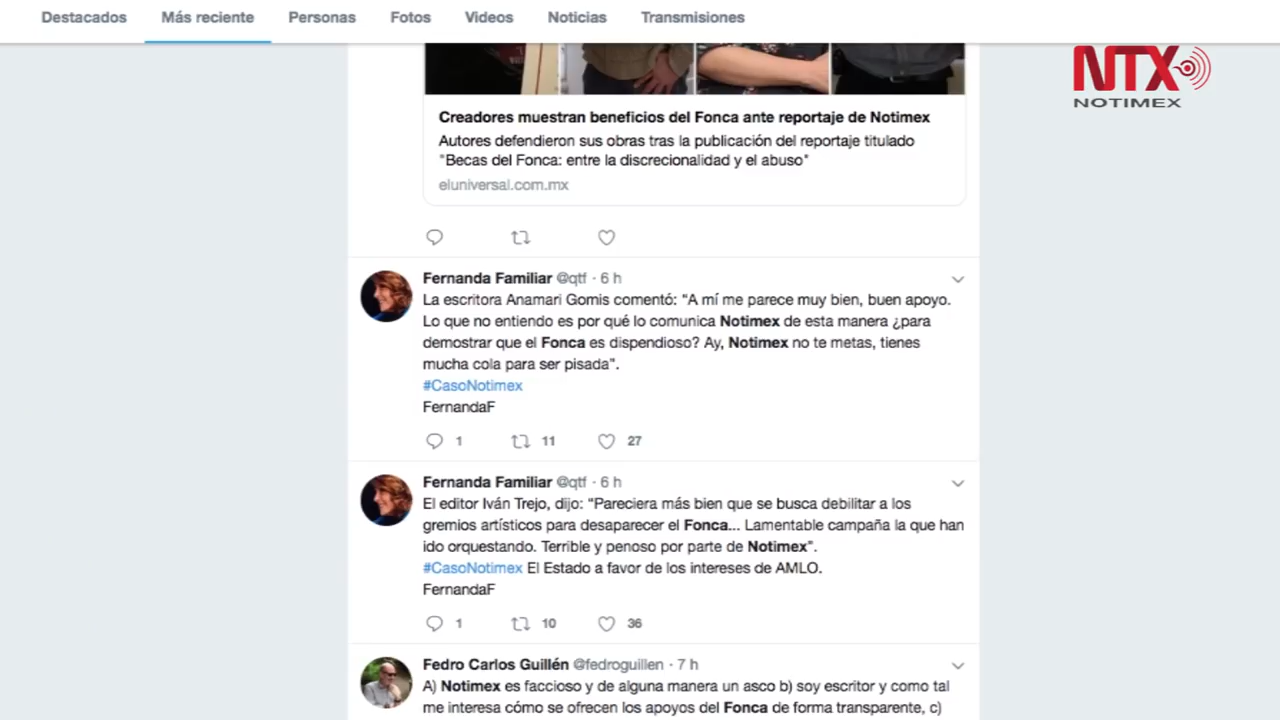 Destacados Más reciente Personas Fotos Videos Noticias Transmisiones
NTX
NOTIMEX
Creadores muestran beneficios del Fonca ante reportaje de Notimex
Autores defendieron sus obras tras la publicación del reportaje titulado
"Becas del Fonca: entre la discrecionalidad y el abuso"
eluniversal.com.mx
Fernanda Familiar @qtf · 6 h
La escritora Anamari Gomis comentó: “A mí me parece muy bien, buen apoyo.
Lo que no entiendo es por qué lo comunica Notimex de esta manera ¿para
demostrar que el Fonca es dispendioso? Ay, Notimex no te metas, tienes
mucha cola para ser pisada”.
#CasoNotimex
FernandaF
1 11 27
Fernanda Familiar @qtf · 6 h
El editor Iván Trejo, dijo: “Pareciera más bien que se busca debilitar a los
gremios artísticos para desaparecer el Fonca... Lamentable campaña la que han
ido orquestando. Terrible y penoso por parte de Notimex”.
#CasoNotimex El Estado a favor de los intereses de AMLO.
FernandaF
1 10 36
Fedro Carlos Guillén @fedroguillen · 7 h
A) Notimex es faccioso y de alguna manera un asco b) soy escritor y como tal
me interesa cómo se ofrecen los apoyos del Fonca de forma transparente, c)